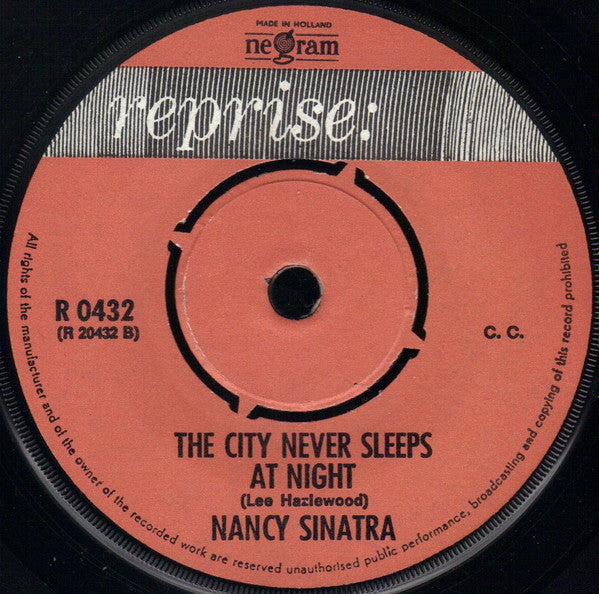 MADE IN HOLLAND
negram
reprise:
R 0432
(R 20432 B)
C. C.
THE CITY NEVER SLEEPS
AT NIGHT
(Lee Hazlewood)
NANCY SINATRA
All rights of the manufacturer and of the owner of the recorded work are reserved unauthorised public performance, broadcasting and copying of this record prohibited